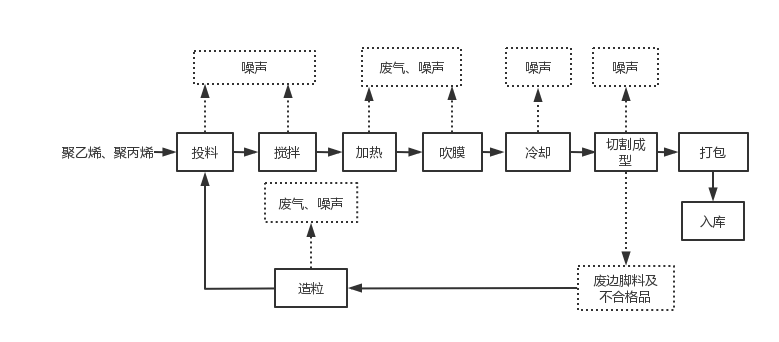 噪声
废气、噪声
噪声
噪声
聚乙烯、聚丙烯
投料
搅拌
加热
吹膜
冷却
切割成
型
打包
废气、噪声
入库
造粒
废边脚料及
不合格品